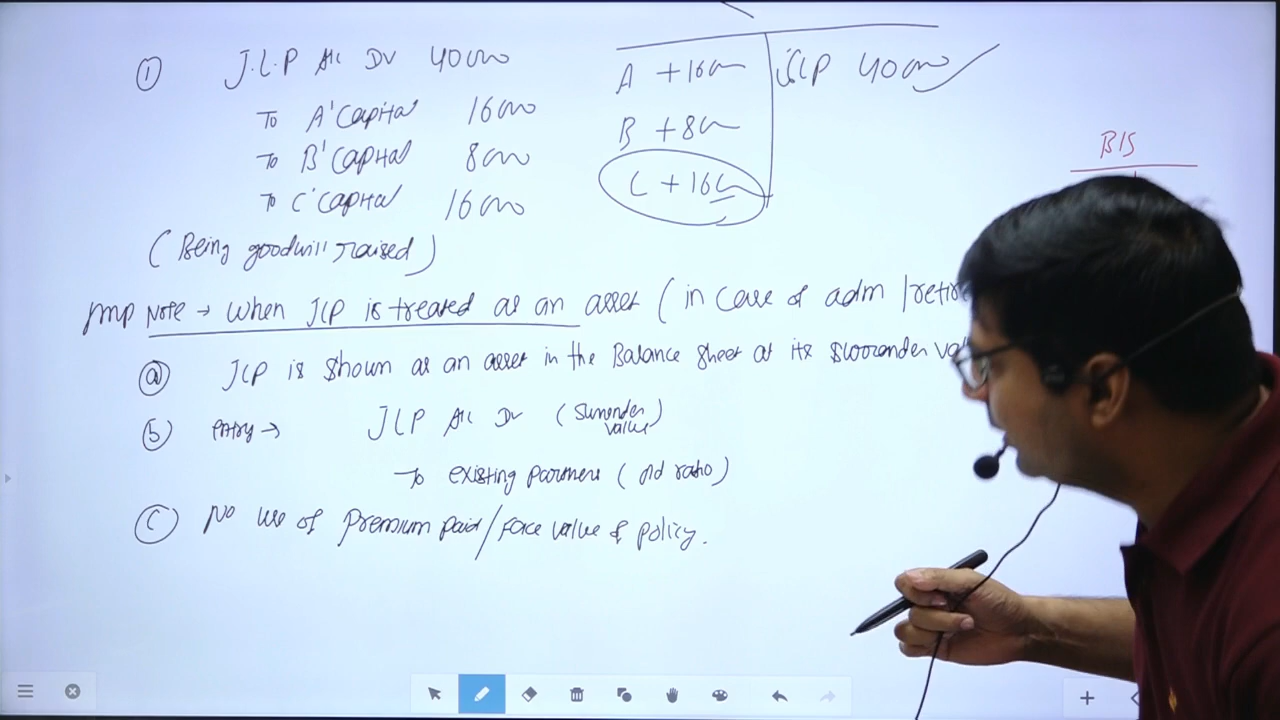 ① J.L.P A/c Dr 40000
To A' Capital 16000
To B' Capital 8000
To C' Capital 16000
(Being goodwill raised)
A +16000
B +8000
C +16000
JLP 40000
B/S
Imp Note → When JLP is treated as an asset (in case of adm/retire
ⓐ JLP is shown as an asset in the Balance sheet at its surrender
ⓑ entry → JLP A/c Dr (Surrender value)
To existing partners (old ratio)
ⓒ No use of premium paid/face value of policy.